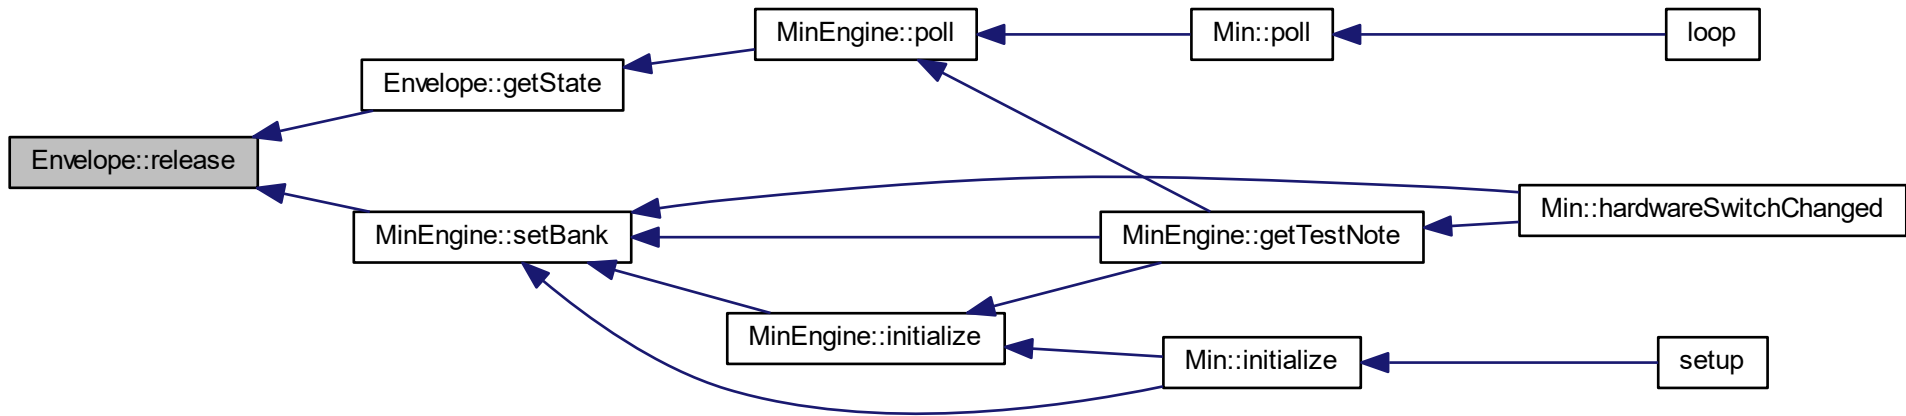 MinEngine::poll
Min::poll
loop
Envelope::getState
Envelope::release
Min::hardwareSwitchChanged
MinEngine::setBank
MinEngine::getTestNote
MinEngine::initialize
Min::initialize
setup